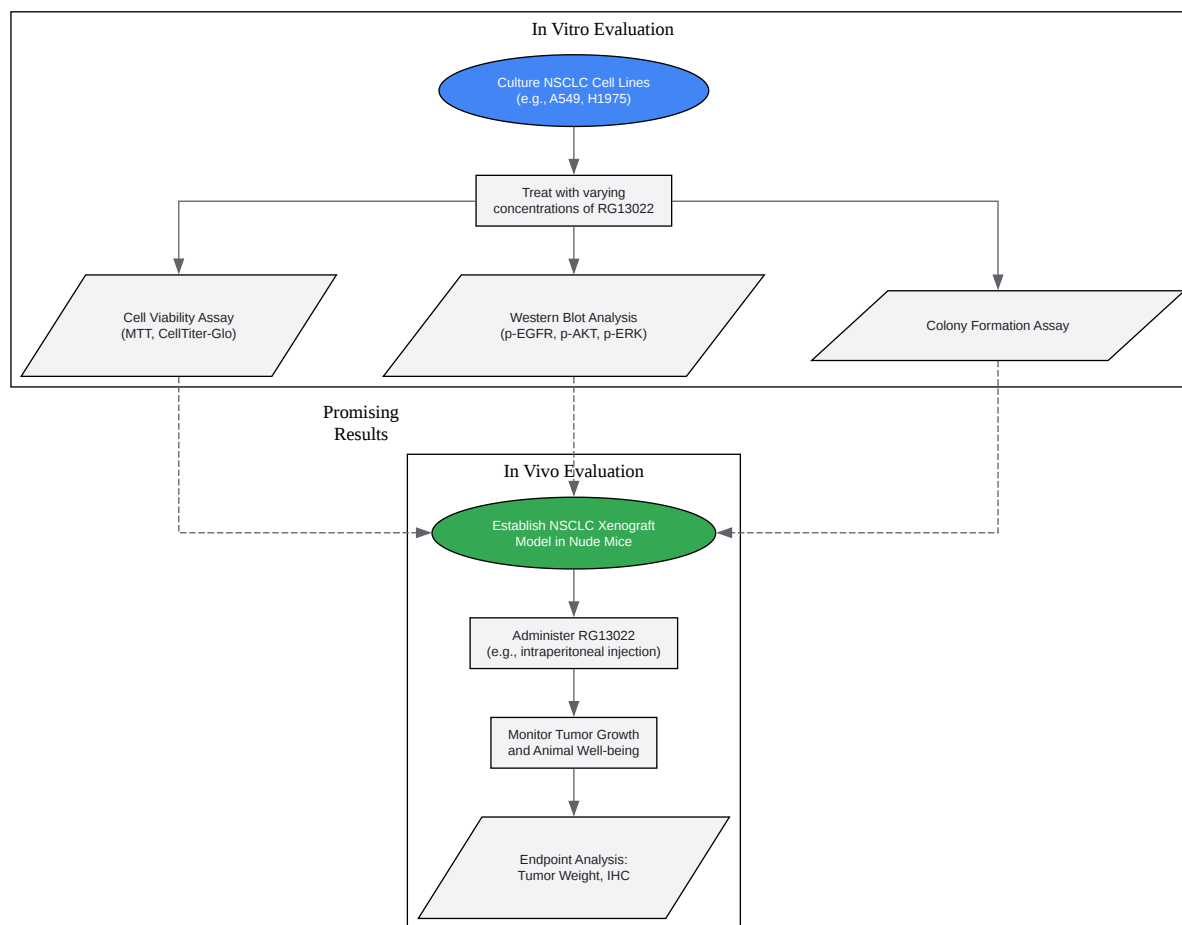 In Vitro Evaluation
Culture NSCLC Cell Lines
(e.g., A549, H1975)
Treat with varying
concentrations of RG13022
Cell Viability Assay
(MTT, CellTiter-Glo)
Western Blot Analysis
(p-EGFR, p-AKT, p-ERK)
Colony Formation Assay
Promising
Results
In Vivo Evaluation
Establish NSCLC Xenograft
Model in Nude Mice
Administer RG13022
(e.g., intraperitoneal injection)
Monitor Tumor Growth
and Animal Well-being
Endpoint Analysis:
Tumor Weight, IHC